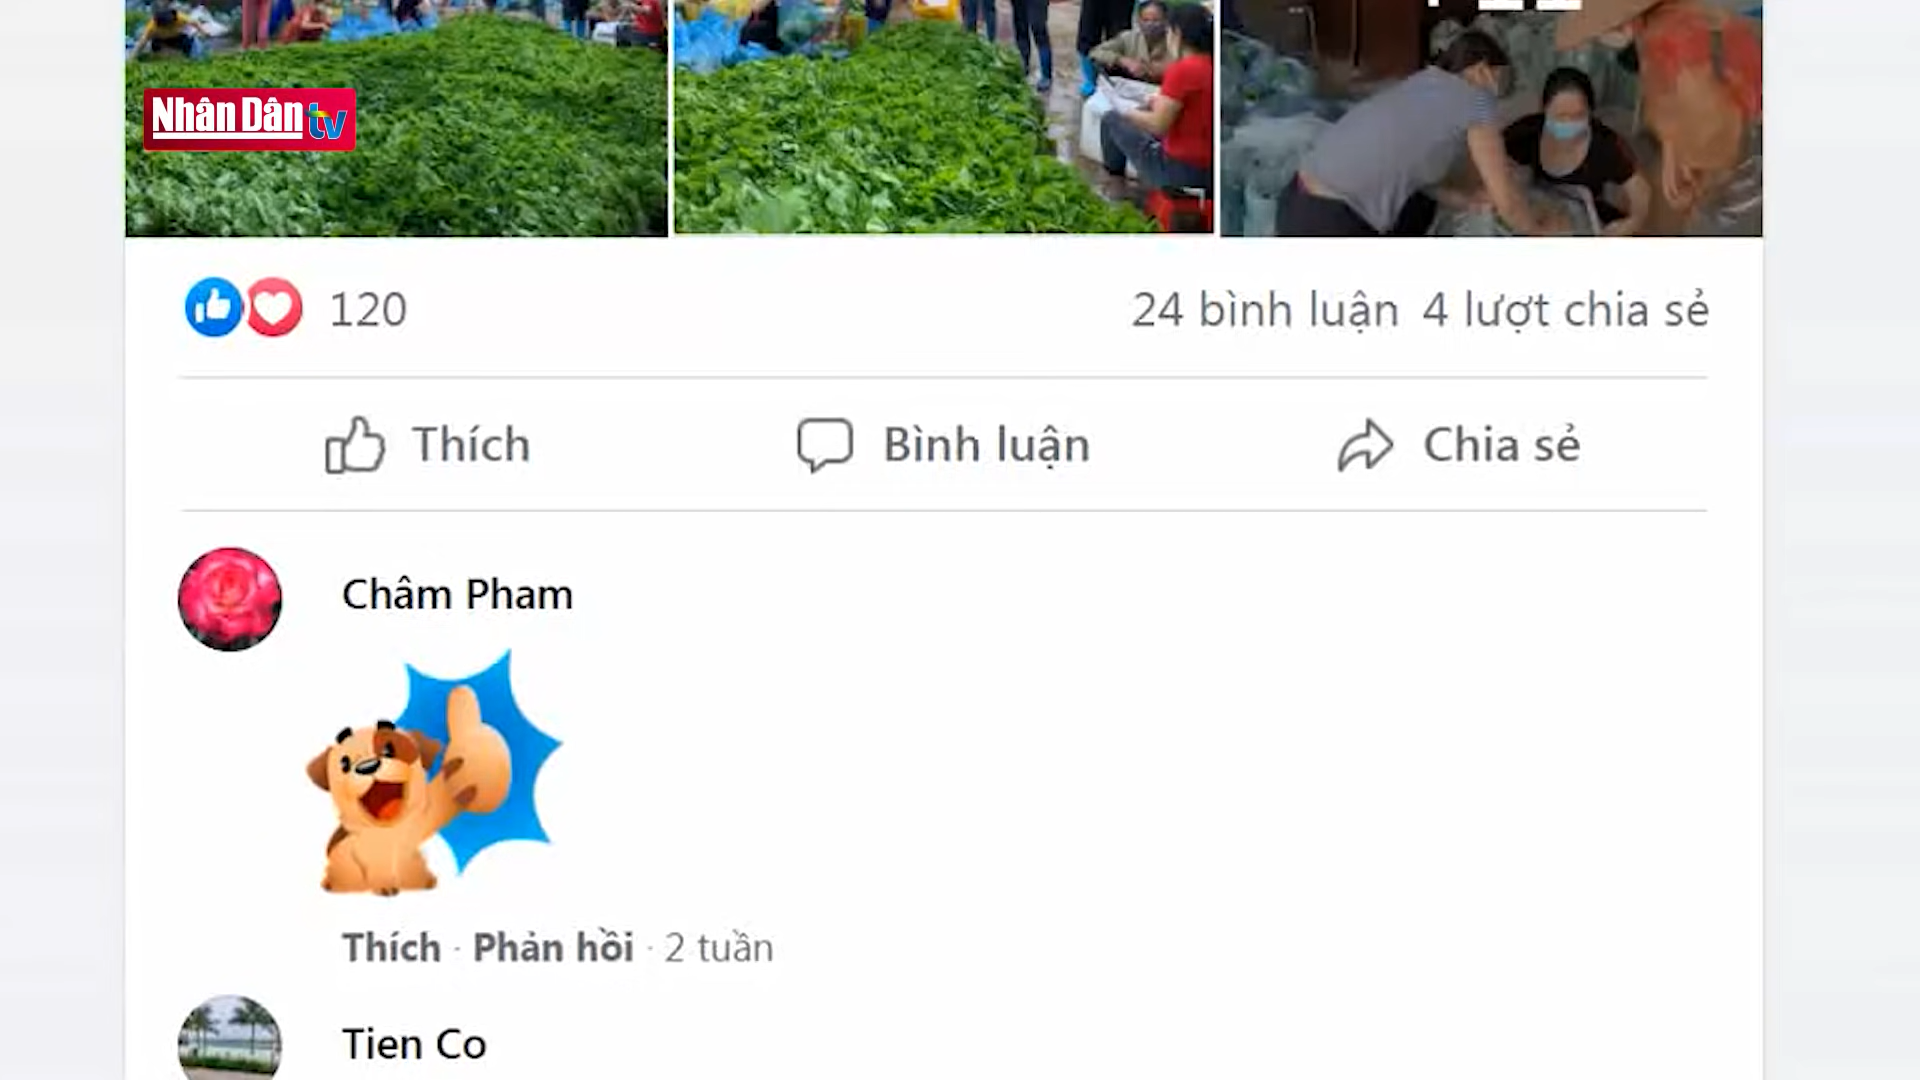 Nhân Dân tv
120
24 bình luận 4 lượt chia sẻ
Thích
Bình luận
Chia sẻ
Châm Pham
Thích · Phản hồi · 2 tuần
Tien Co